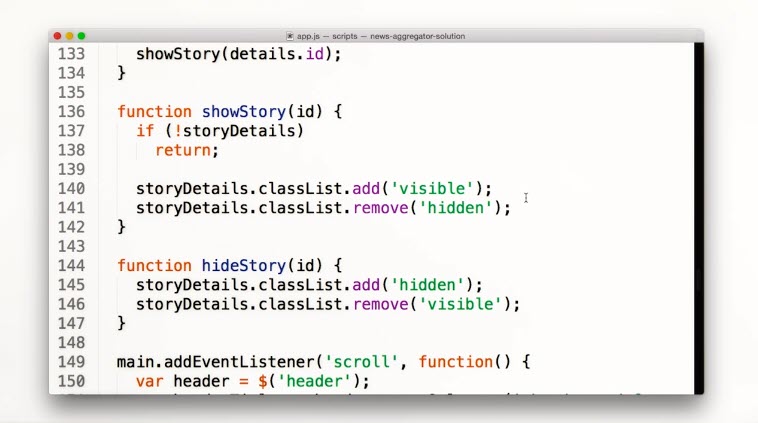 app.js — scripts — news-aggregator-solution
133 showStory(details.id);
134 }
135
136 function showStory(id) {
137 if (!storyDetails)
138 return;
139
140 storyDetails.classList.add('visible');
141 storyDetails.classList.remove('hidden');
142 }
143
144 function hideStory(id) {
145 storyDetails.classList.add('hidden');
146 storyDetails.classList.remove('visible');
147 }
148
149 main.addEventListener('scroll', function() {
150 var header = $('header');